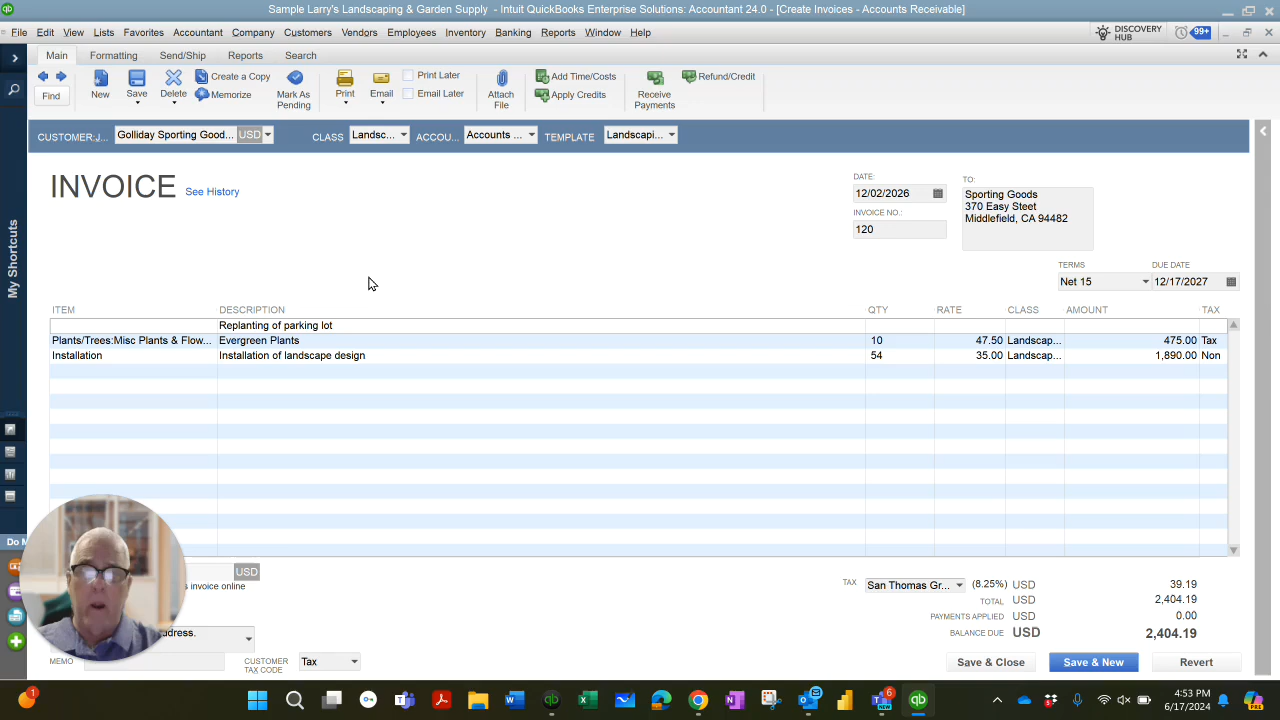 Sample Larry's Landscaping & Garden Supply - Intuit QuickBooks Enterprise Solutions: Accountant 24.0 - [Create Invoices - Accounts Receivable]
File Edit View Lists Favorites Accountant Company Customers Vendors Employees Inventory Banking Reports Window Help
DISCOVERY HUB 99+
Main Formatting Send/Ship Reports Search
Find New Save Delete Create a Copy Memorize Mark As Pending Print Email Print Later Email Later Attach File Add Time/Costs Apply Credits Receive Payments Refund/Credit
CUSTOMER:J... Golliday Sporting Good... USD CLASS Landsc... ACCOU... Accounts ... TEMPLATE Landscapi...
My Shortcuts
INVOICE See History
DATE: TO:
12/02/2026
Sporting Goods
370 Easy Steet
Middlefield, CA 94482
INVOICE NO.:
120
TERMS DUE DATE
Net 15 12/17/2027
ITEM DESCRIPTION QTY RATE CLASS AMOUNT TAX
Replanting of parking lot
Plants/Trees:Misc Plants & Flow... Evergreen Plants 10 47.50 Landscap... 475.00 Tax
Installation Installation of landscape design 54 35.00 Landscap... 1,890.00 Non
Do M
USD
s invoice online
TAX San Thomas Gr... (8.25%) USD 39.19
TOTAL USD 2,404.19
PAYMENTS APPLIED USD 0.00
BALANCE DUE USD 2,404.19
ddress.
MEMO CUSTOMER TAX CODE Tax
Save & Close Save & New Revert
1
6
NEW
4:53 PM
6/17/2024
PRE